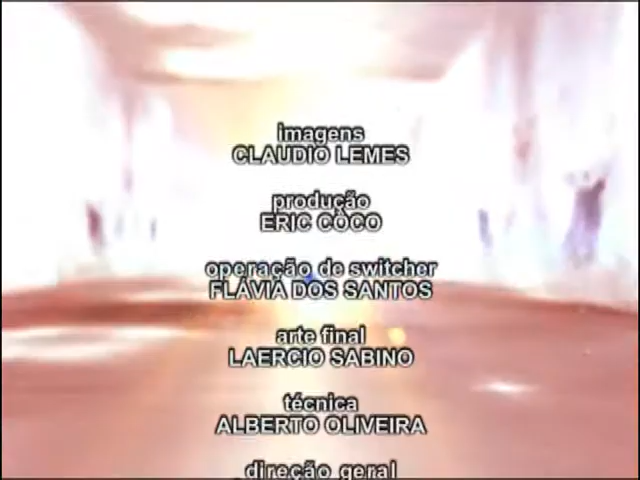 imagens
CLAUDIO LEMES
produção
ERIC CÔCO
operação de switcher
FLÁVIA DOS SANTOS
arte final
LAERCIO SABINO
técnica
ALBERTO OLIVEIRA
direção geral